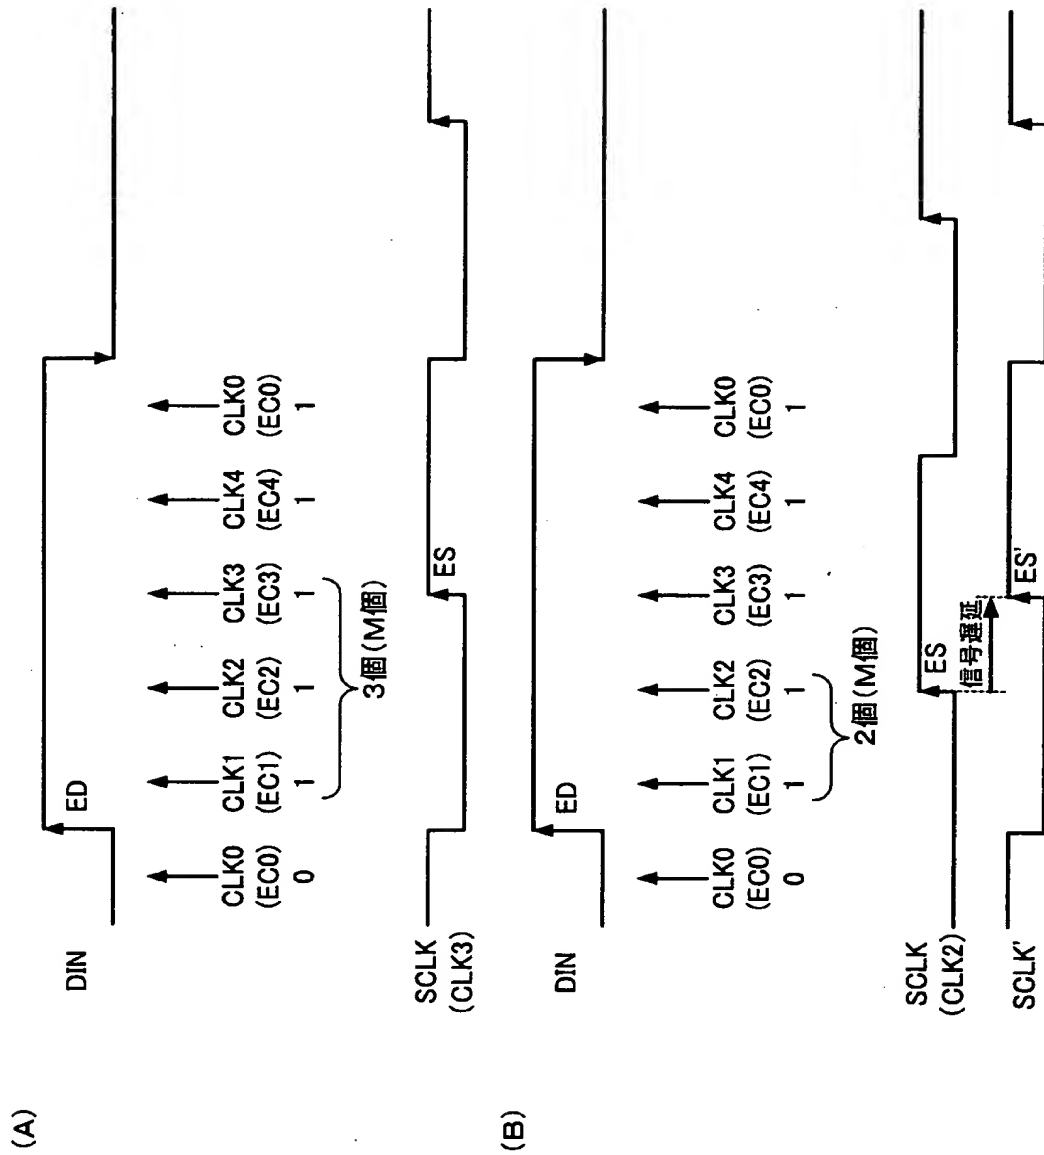 (A)
DIN
ED
CLK0 CLK1 CLK2 CLK3 CLK4 CLK0
(EC0) (EC1) (EC2) (EC3) (EC4) (EC0)
0 1 1 1 1 1
3個(M個)
SCLK
(CLK3)
ES
(B)
DIN
ED
CLK0 CLK1 CLK2 CLK3 CLK4 CLK0
(EC0) (EC1) (EC2) (EC3) (EC4) (EC0)
0 1 1 1 1 1
2個(M個)
SCLK
(CLK2)
ES
信号遅延
SCLK'
ES'